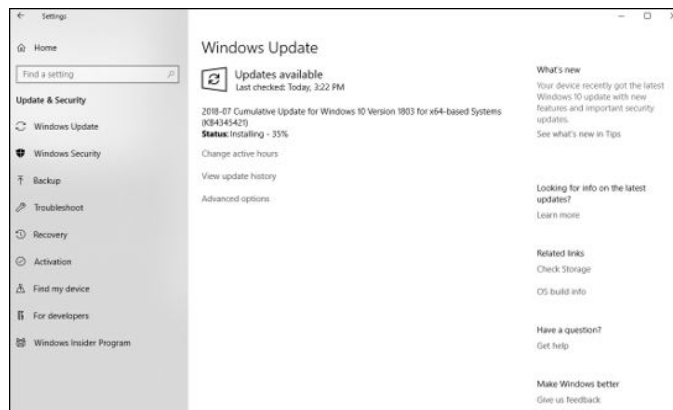 Settings
Home
Find a setting
Update & Security
Windows Update
Windows Security
Backup
Troubleshoot
Recovery
Activation
Find my device
For developers
Windows Insider Program
Windows Update
Updates available
Last checked: Today, 3:22 PM
2018-07 Cumulative Update for Windows 10 Version 1803 for x64-based Systems
(KB4345421)
Status: Installing - 35%
Change active hours
View update history
Advanced options
What's new
Your device recently got the latest
Windows 10 update with new
features and important security
updates.
See what's new in Tips
Looking for info on the latest
updates?
Learn more
Related links
Check Storage
OS build info
Have a question?
Get help
Make Windows better
Give us feedback